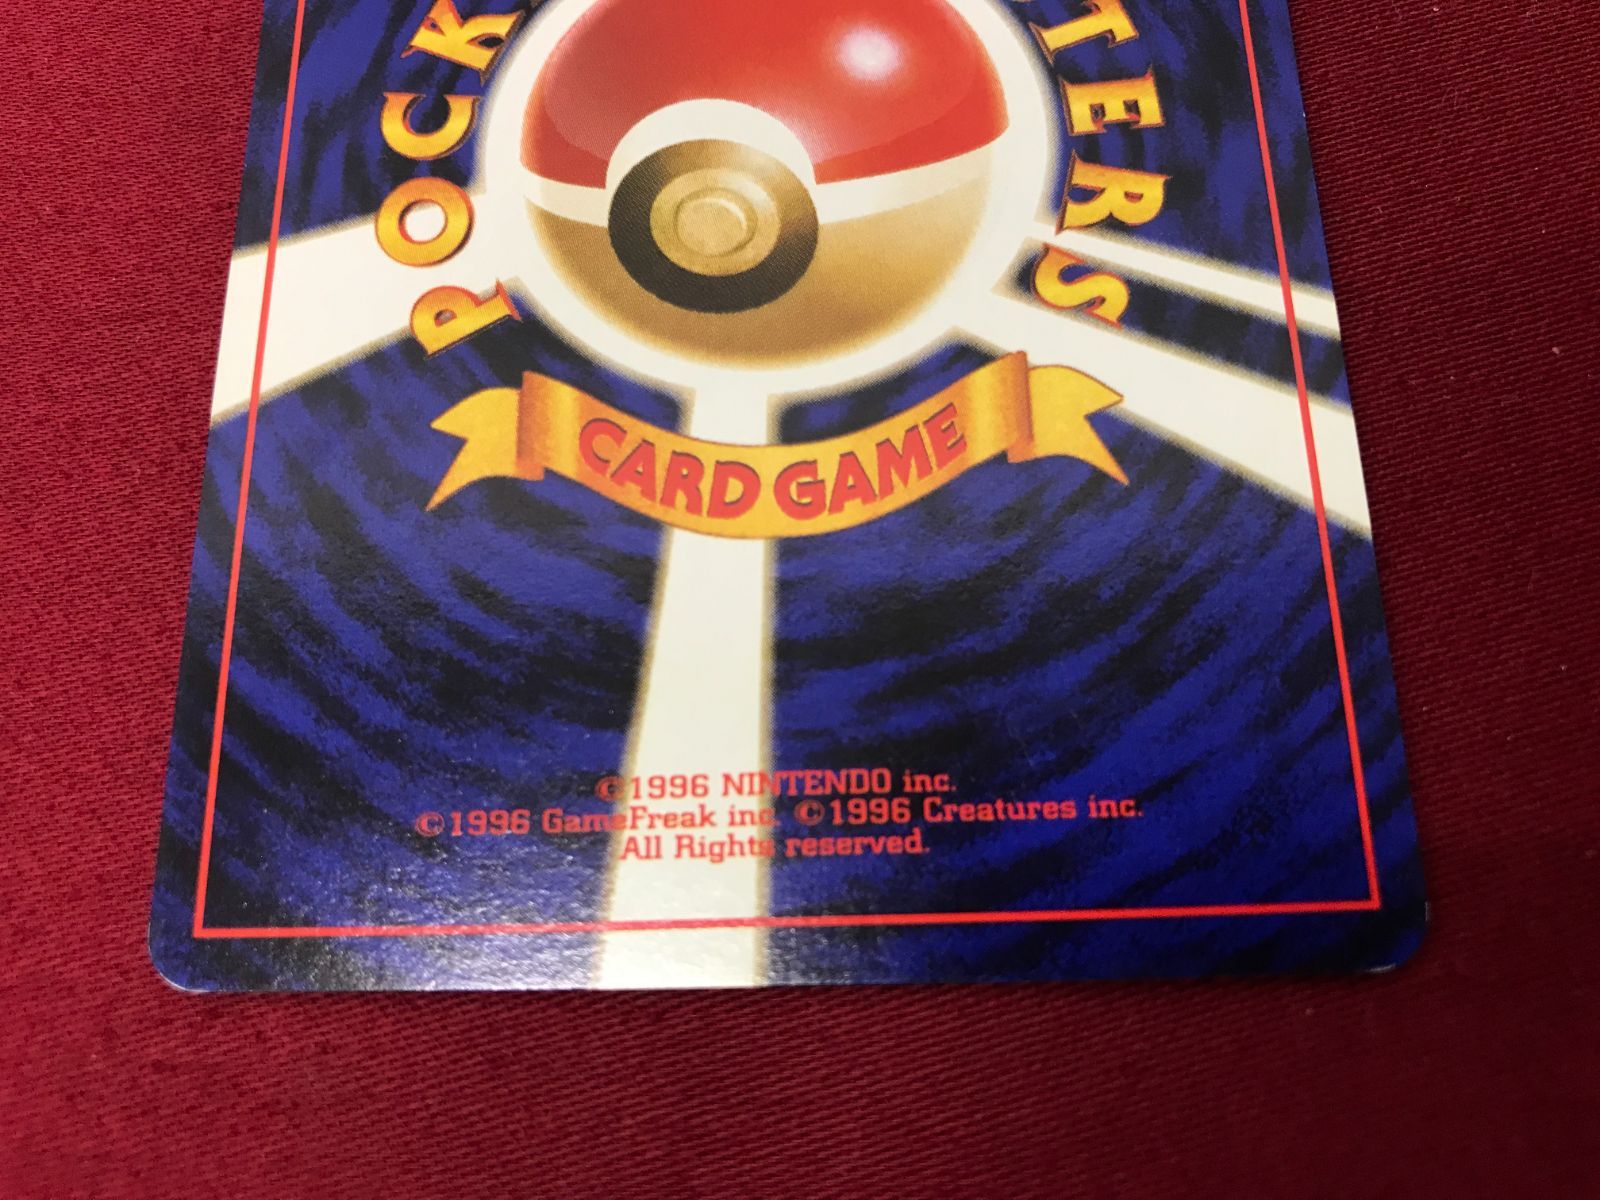 POCK
TERS
CARD GAME
©1996 NINTENDO inc.
©1996 GameFreak inc. ©1996 Creatures inc.
All Rights reserved.